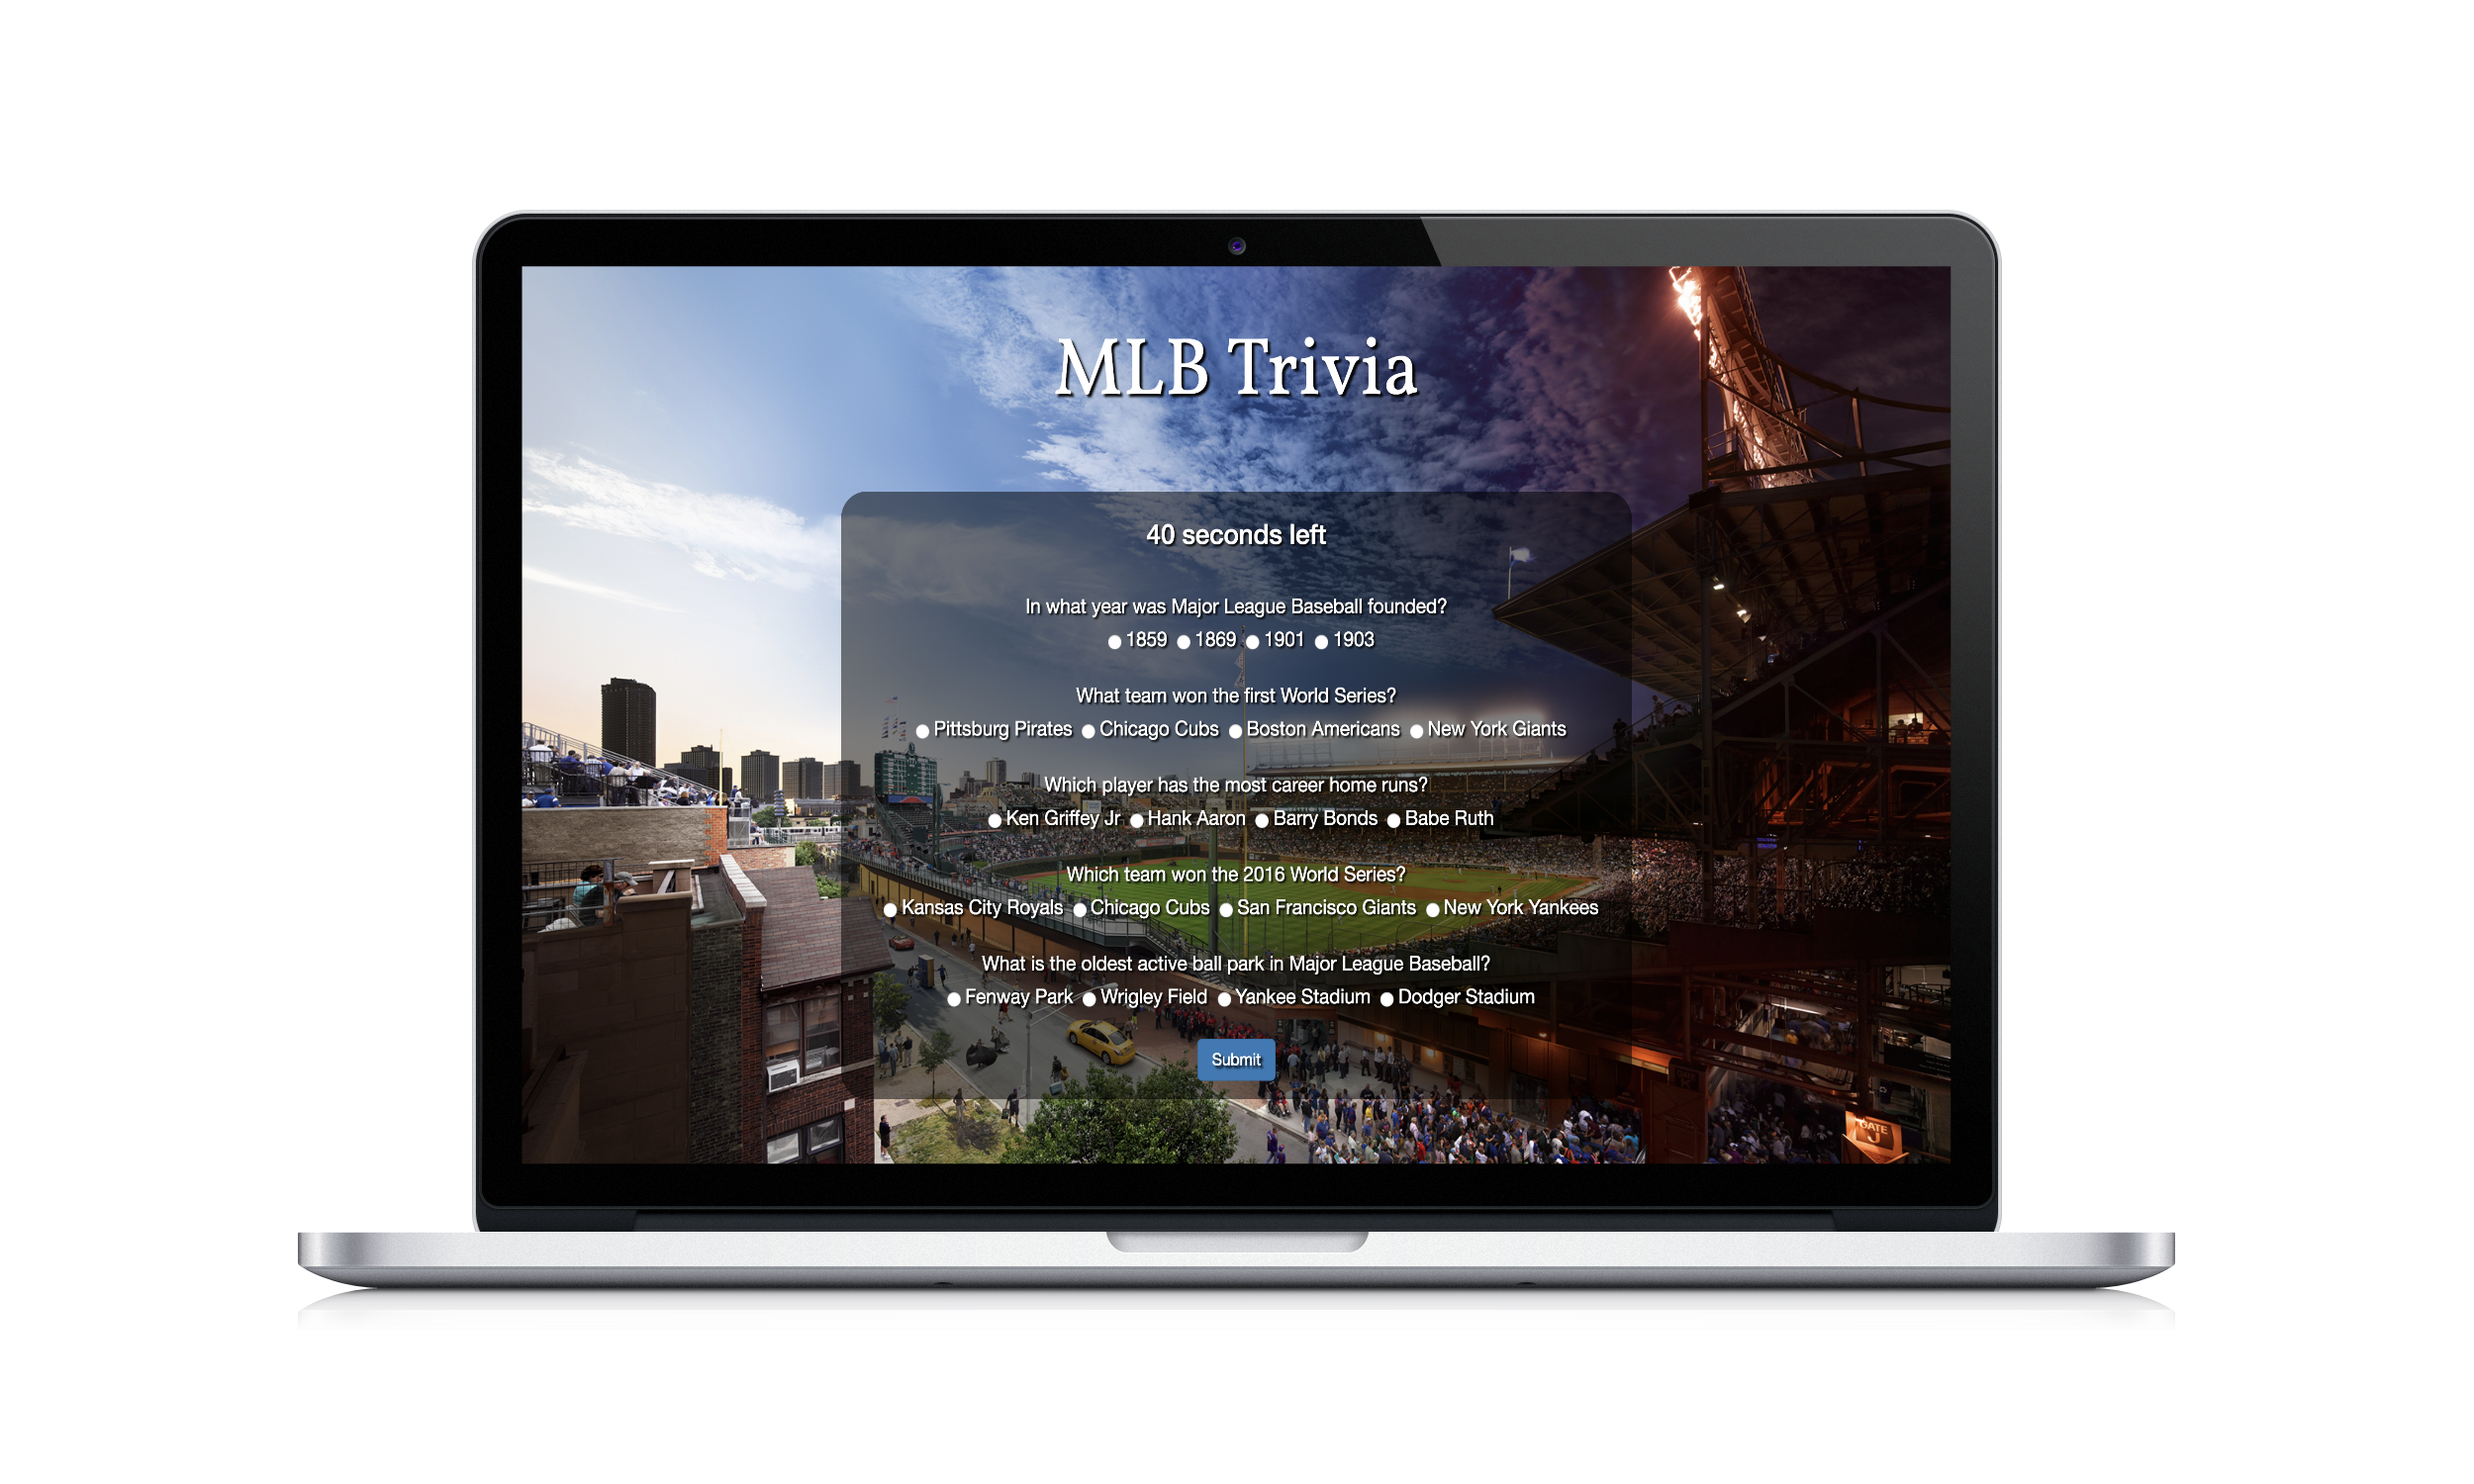 MLB Trivia
40 seconds left
In what year was Major League Baseball founded?
1859 1869 1901 1903
What team won the first World Series?
Pittsburg Pirates Chicago Cubs Boston Americans New York Giants
Which player has the most career home runs?
Ken Griffey Jr Hank Aaron Barry Bonds Babe Ruth
Which team won the 2016 World Series?
Kansas City Royals Chicago Cubs San Francisco Giants New York Yankees
What is the oldest active ball park in Major League Baseball?
Fenway Park Wrigley Field Yankee Stadium Dodger Stadium
Submit
GATE
J